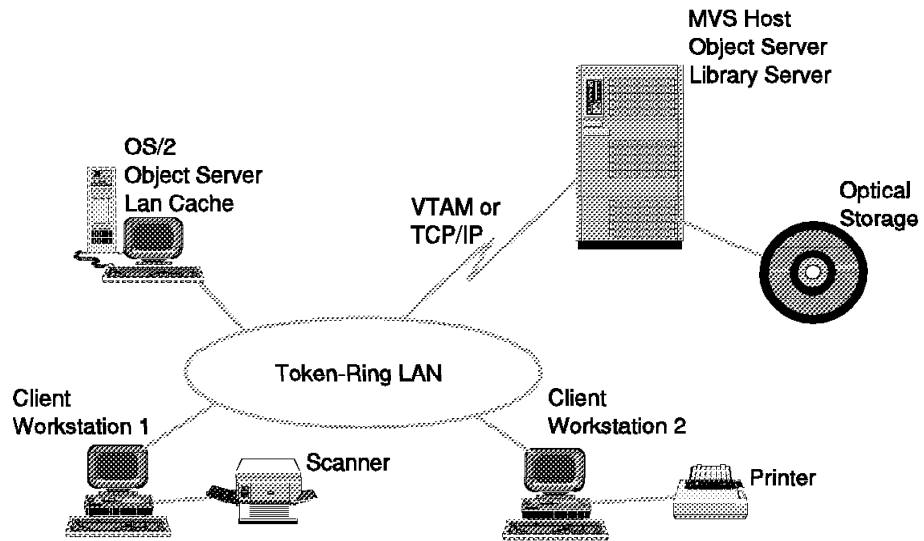 MVS Host
Object Server
Library Server
OS/2
Object Server
Lan Cache
Optical
Storage
VTAM or
TCP/IP
Token-Ring LAN
Client
Workstation 1
Client
Workstation 2
Scanner
Printer